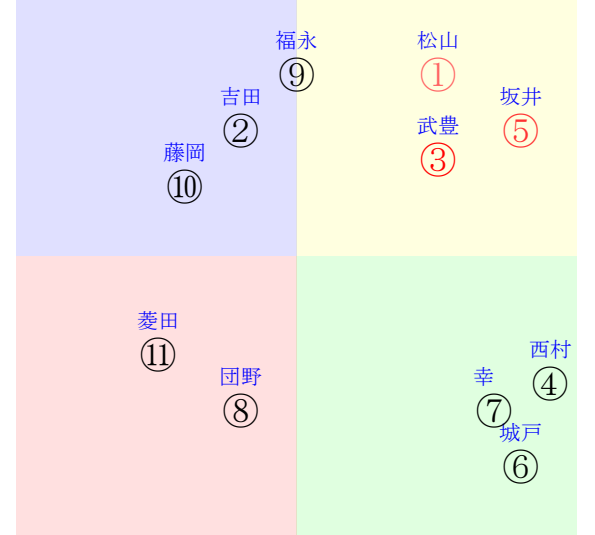 福永
⑨
松山
①
吉田
②
坂井
⑤
武豊
③
藤岡
⑩
菱田
⑪
団野
⑧
西村
④
幸
⑦
城戸
⑥